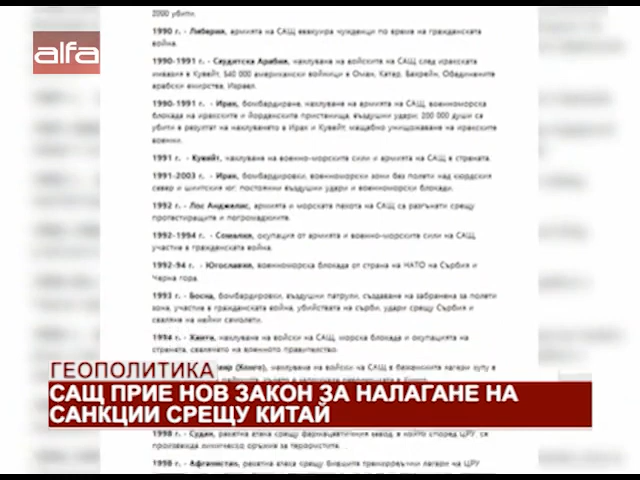 2000 убити.
1990 г. - Либерия, армията на САЩ евакуира чужденци по време на гражданската
война.
alfa
1990-1991 г. - Саудитска Арабия, нахлуване на войските на САЩ след иракската
инвазия в Кувейт, 540 000 американски войници в Оман, Катар, Бахрейн, Обединените
арабски емирства, Израел.
1990-1991 г. - Ирак, бомбардиране, нахлуване на армията на САЩ, военноморска
блокада на иракските и йорданските пристанища, въздушни удари; 200 000 души са
убити в резултат на нахлуването в Ирак и Кувейт; мащабно унищожаване на иракските
военни.
1991 г. - Кувейт, нахлуване на военно-морските сили и армията на САЩ в страната.
1991-2003 г. - Ирак, бомбардировки, военноморски зони без полети над кюрдския
север и шиитския юг; постоянни въздушни удари и военноморски блокади.
1992 г. - Лос Анджелис, армията и морската пехота на САЩ са разгънати срещу
протестиращите и погромаджиите.
1992-1994 г. - Сомалия, окупация от армията и военно-морските сили на САЩ,
участие в гражданската война.
1992-94 г. - Югославия, военноморска блокада от страна на НАТО на Сърбия и
Черна гора.
1993 г. - Босна, бомбардировки, въздушни патрули, създаване на забранена за полети
зона, участие в гражданската война, убийствата на сърби, удари срещу Сърбия и
сваляне на нейни самолети.
1994 г. - Хаити, нахлуване на войски на САЩ, морска блокада и окупацията на
страната, свалянето на военното правителство.
(Конго), нахлуване на войски на САЩ в бежанските лагери хуту в
ГЕОПОЛИТИКА
САЩ ПРИЕ НОВ ЗАКОН ЗА НАЛАГАНЕ НА
САНКЦИИ СРЕЩУ КИТАЙ
1998 г. - Судан, ракетна атака срещу фармацевтичния завод, в който според ЦРУ, се
произвежда химическо оръжие за терористите.
1998 г. - Афганистан, ракетна атака срещу бившите тренировъчни лагери на ЦРУ